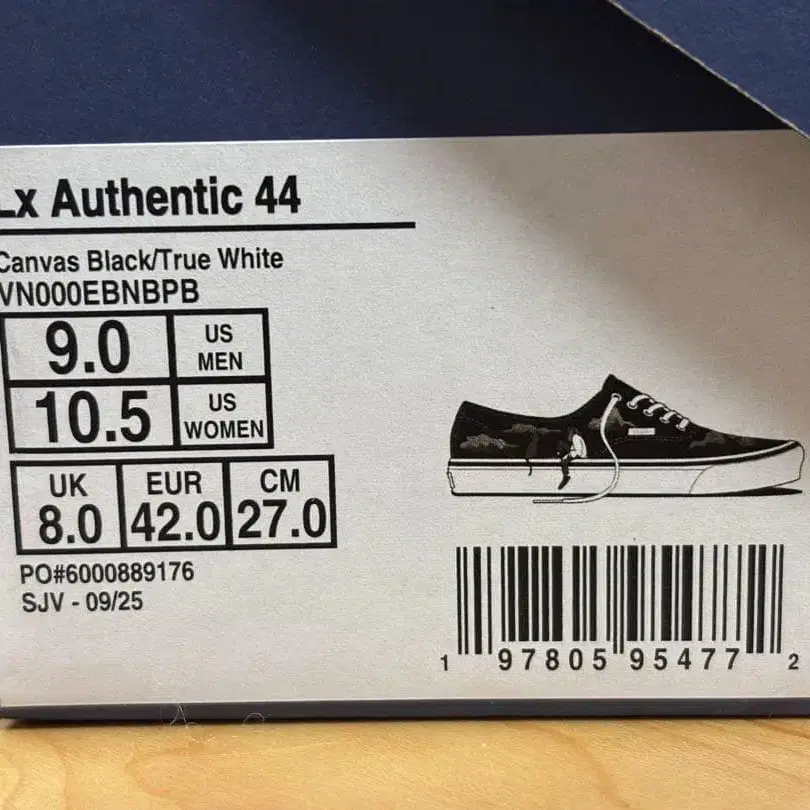 Lx Authentic 44
Canvas Black/True White
VN000EBNBPB
9.0 US MEN
10.5 US WOMEN
UK EUR CM
8.0 42.0 27.0
PO#6000889176
SJV - 09/25
1 97805 95477 2